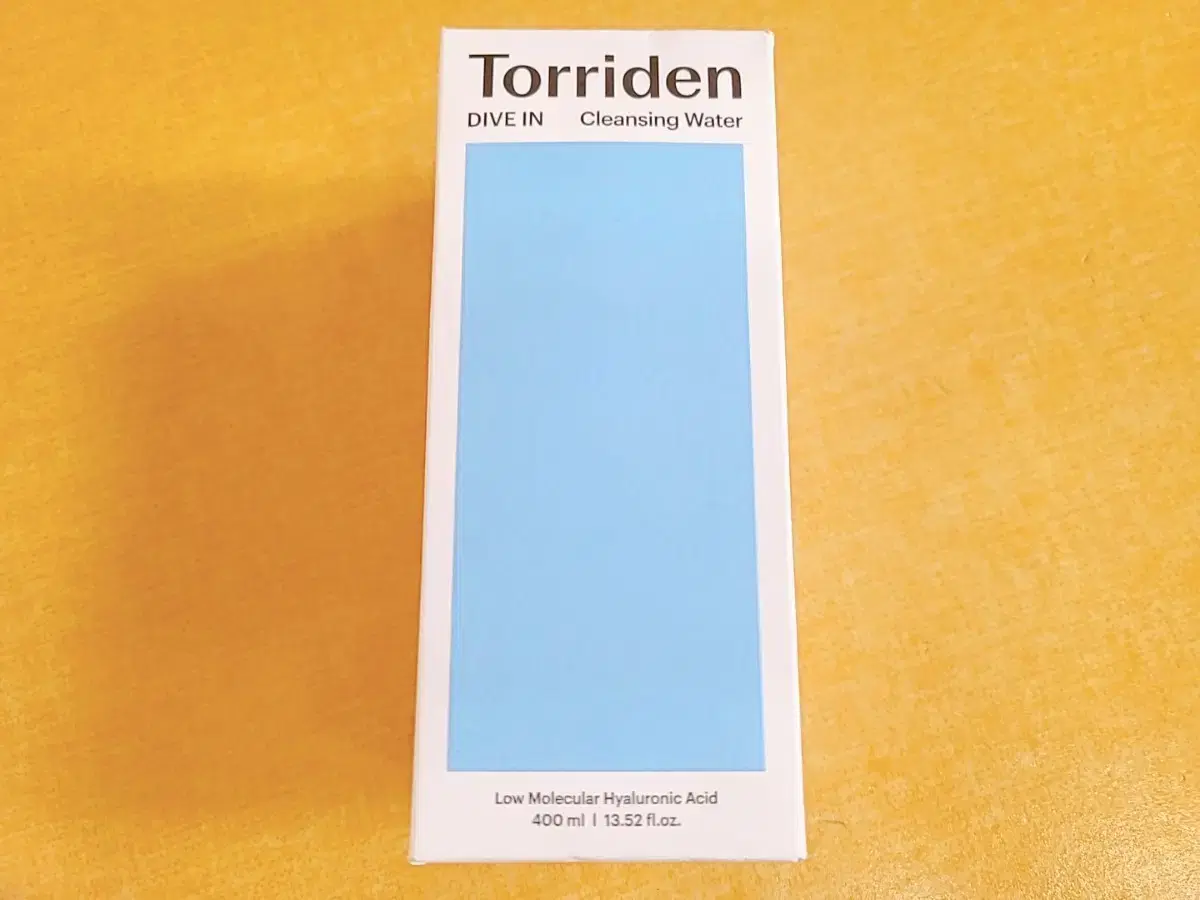 Torriden
DIVE IN Cleansing Water
Low Molecular Hyaluronic Acid
400 ml | 13.52 fl.oz.